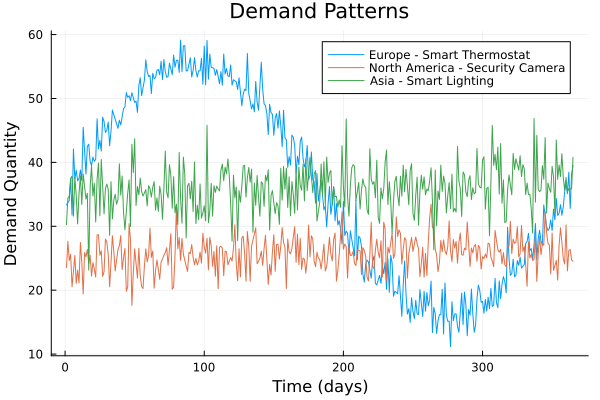 Demand Patterns
60
50
40
30
20
10
Demand Quantity
Europe - Smart Thermostat
North America - Security Camera
Asia - Smart Lighting
0
100
200
300
Time (days)